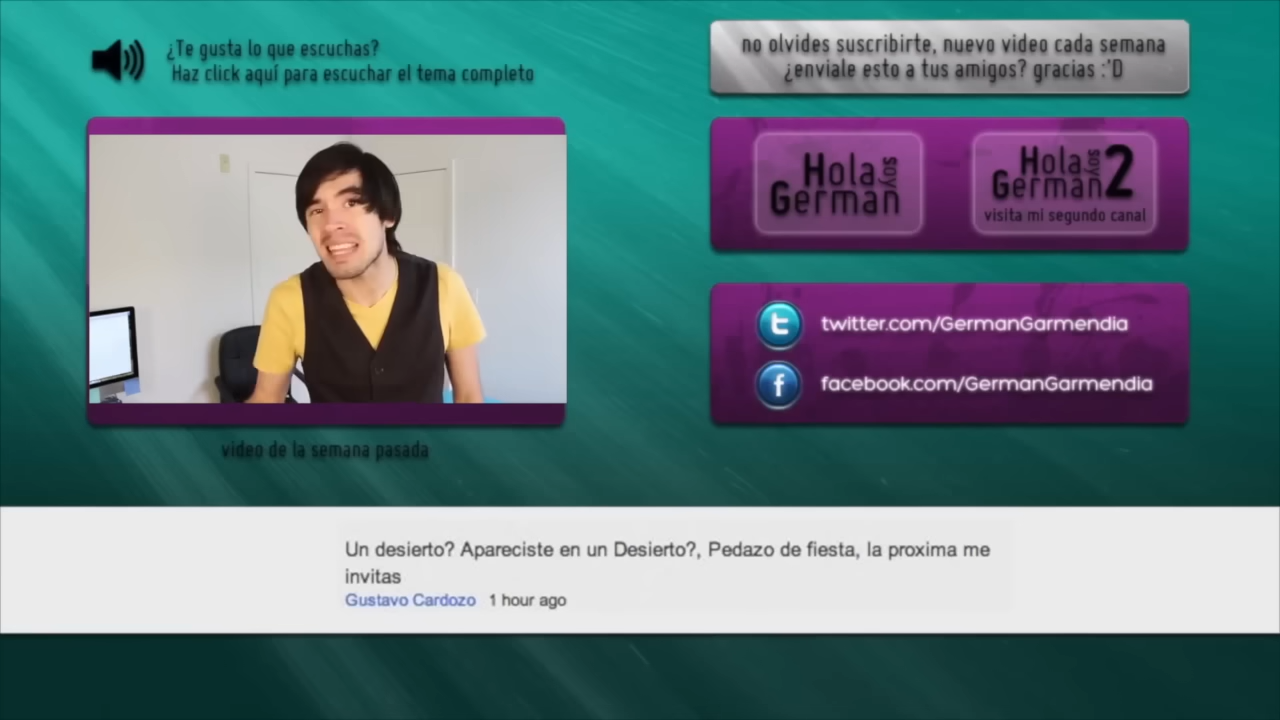 ¿Te gusta lo que escuchas?
Haz click aquí para escuchar el tema completo
no olvides suscribirte, nuevo video cada semana
¿enviale esto a tus amigos? gracias :'D
Hola soy
German
Hola soy
German 2
visita mi segundo canal
twitter.com/GermanGarmendia
facebook.com/GermanGarmendia
video de la semana pasada
Un desierto? Apareciste en un Desierto?, Pedazo de fiesta, la proxima me
invitas
Gustavo Cardozo 1 hour ago